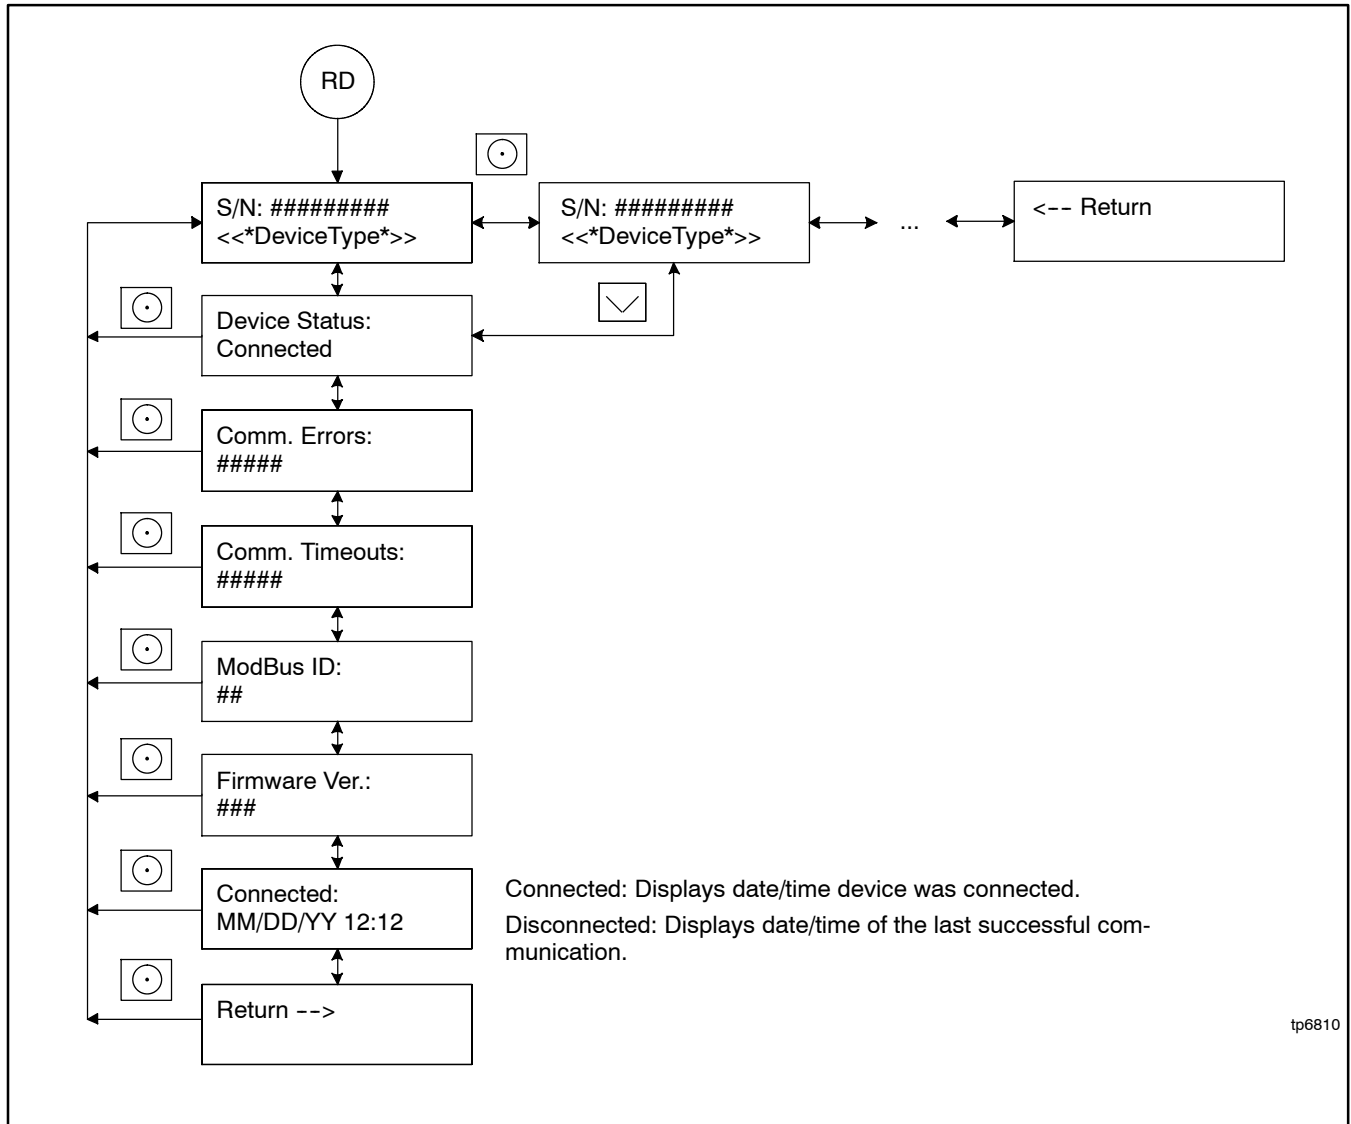 RD
S/N: #########
<<*DeviceType*>>
S/N: #########
<<*DeviceType*>>
...
<-- Return
Device Status:
Connected
Comm. Errors:
#####
Comm. Timeouts:
#####
ModBus ID:
##
Firmware Ver.:
###
Connected:
MM/DD/YY 12:12
Connected: Displays date/time device was connected.
Disconnected: Displays date/time of the last successful com-
munication.
Return -->
tp6810